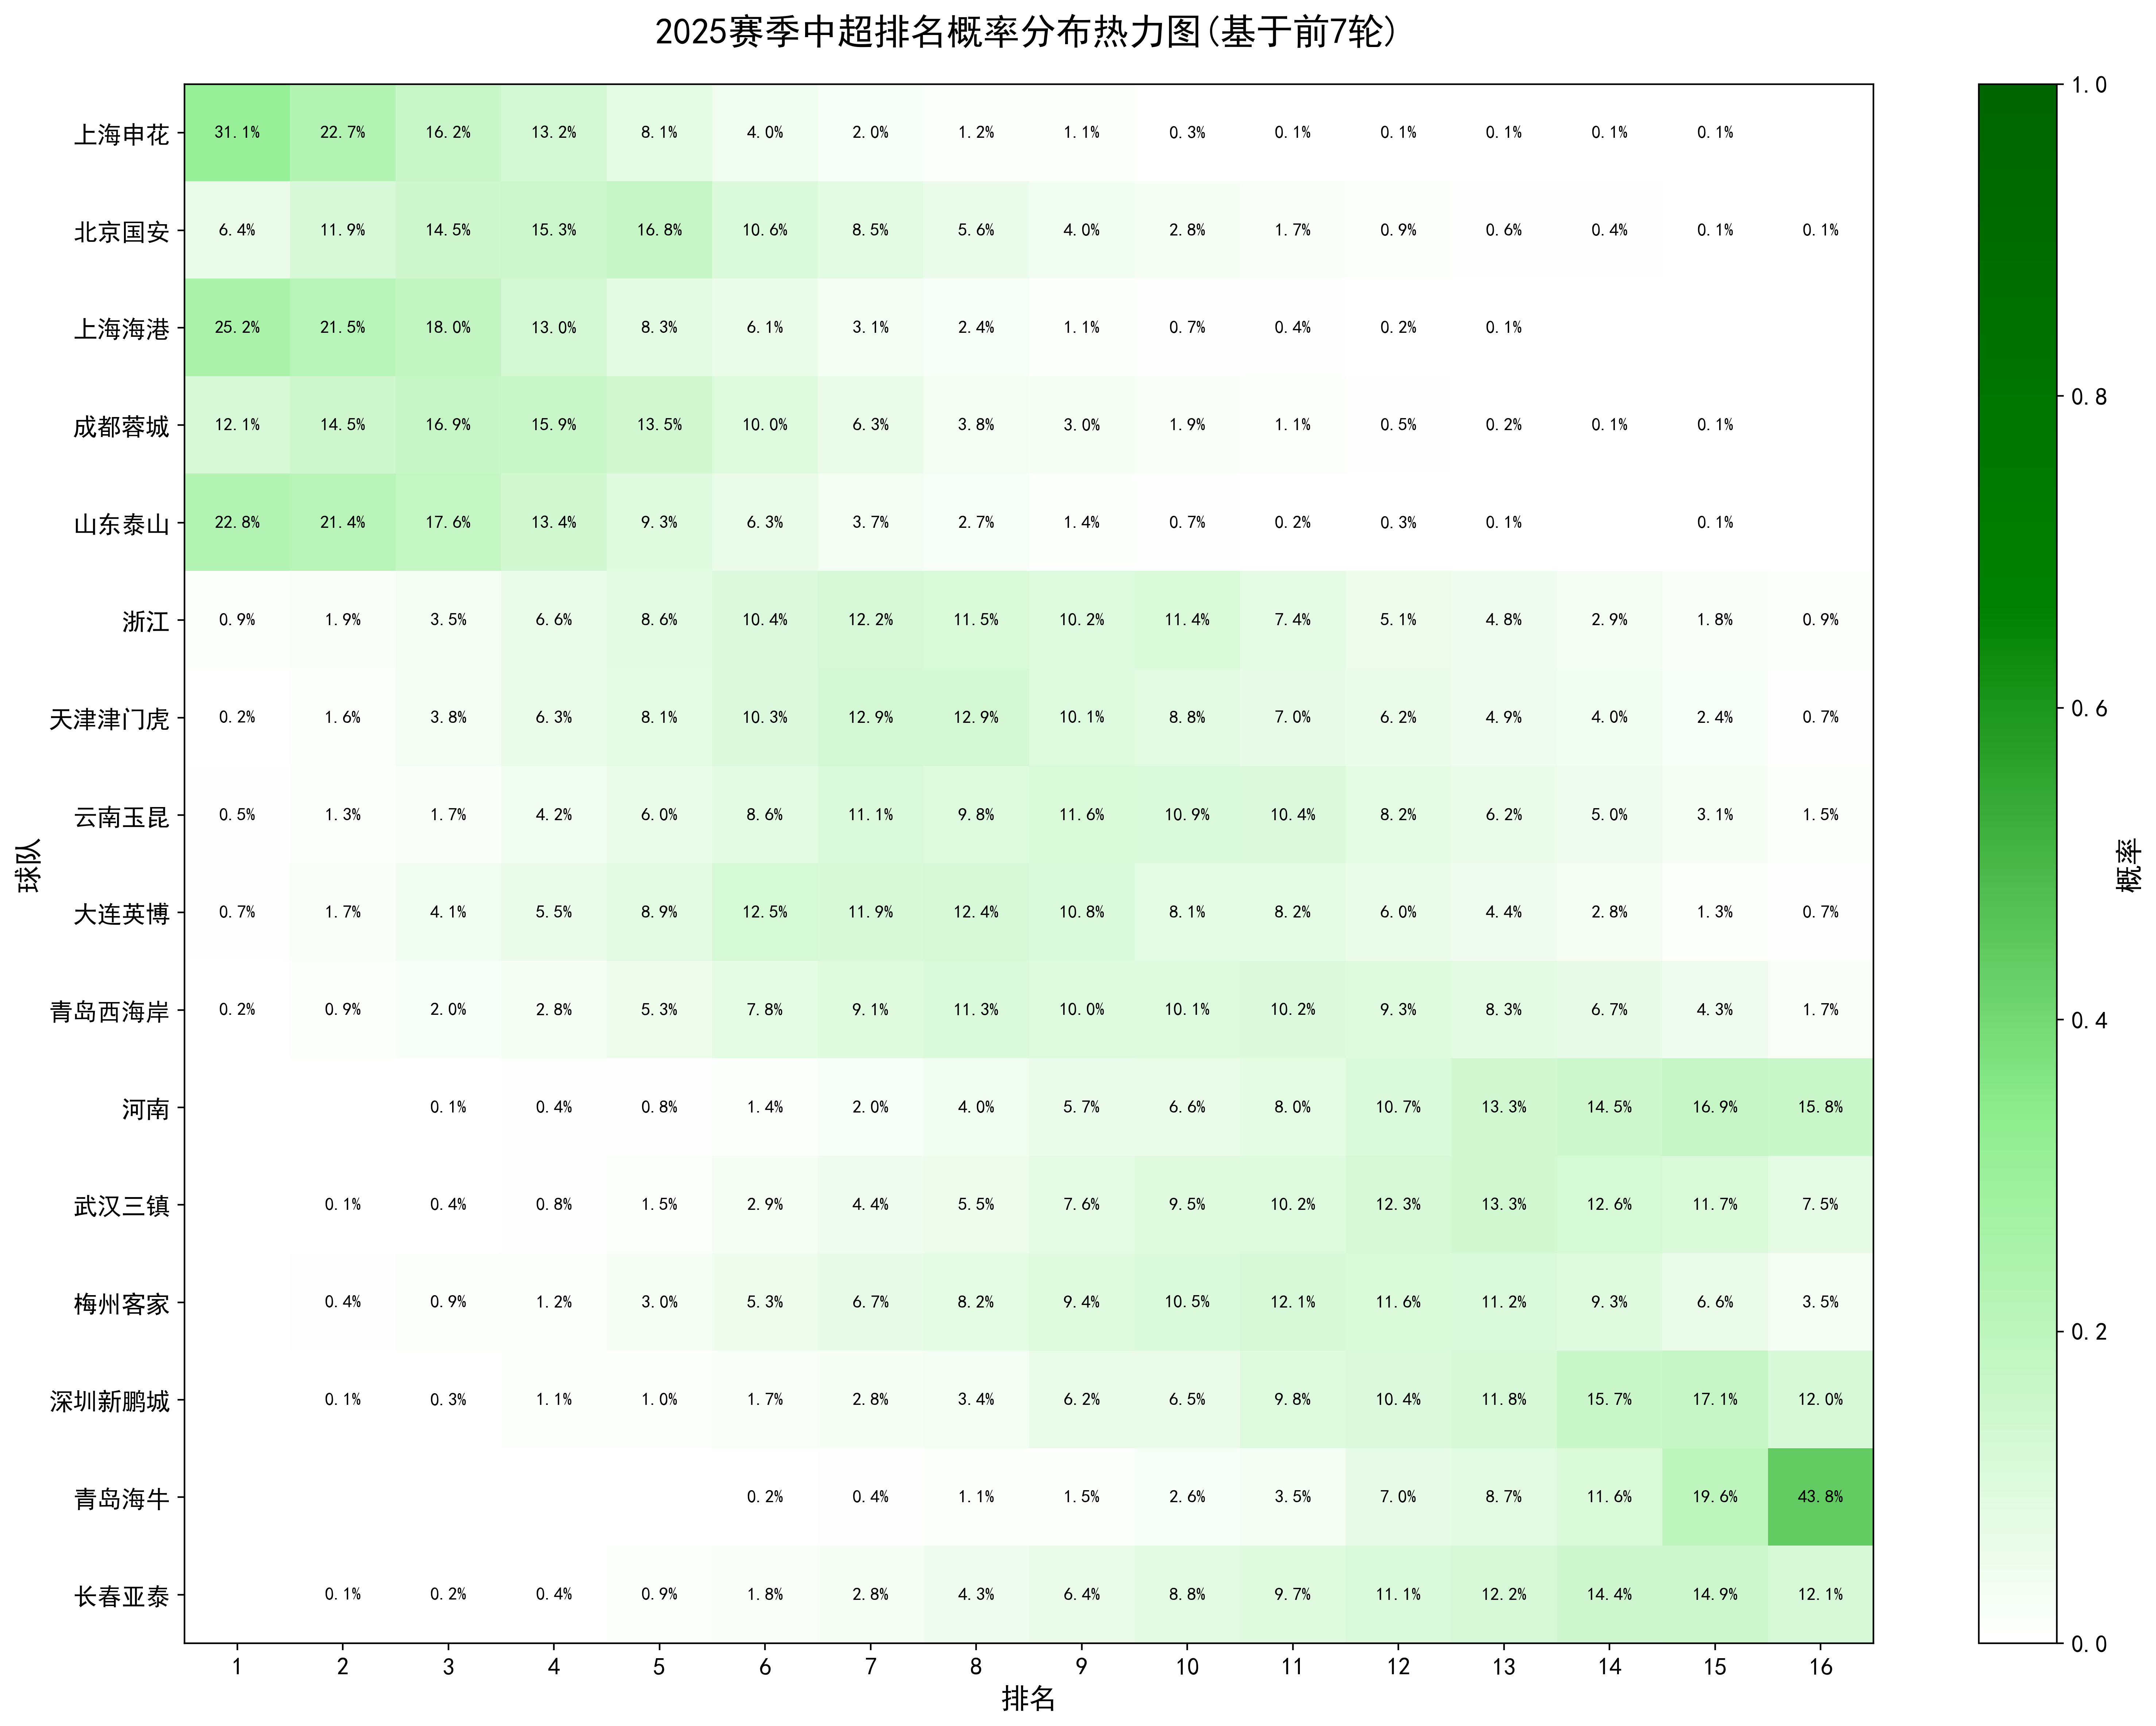 2025赛季中超排名概率分布热力图(基于前7轮)
上海申花 31.1% 22.7% 16.2% 13.2% 8.1% 4.0% 2.0% 1.2% 1.1% 0.3% 0.1% 0.1% 0.1% 0.1% 0.1%
北京国安 6.4% 11.9% 14.5% 15.3% 16.8% 10.6% 8.5% 5.6% 4.0% 2.8% 1.7% 0.9% 0.6% 0.4% 0.1% 0.1%
上海海港 25.2% 21.5% 18.0% 13.0% 8.3% 6.1% 3.1% 2.4% 1.1% 0.7% 0.4% 0.2% 0.1%
成都蓉城 12.1% 14.5% 16.9% 15.9% 13.5% 10.0% 6.3% 3.8% 3.0% 1.9% 1.1% 0.5% 0.2% 0.1% 0.1%
山东泰山 22.8% 21.4% 17.6% 13.4% 9.3% 6.3% 3.7% 2.7% 1.4% 0.7% 0.2% 0.3% 0.1% 0.1%
浙江 0.9% 1.9% 3.5% 6.6% 8.6% 10.4% 12.2% 11.5% 10.2% 11.4% 7.4% 5.1% 4.8% 2.9% 1.8% 0.9%
天津津门虎 0.2% 1.6% 3.8% 6.3% 8.1% 10.3% 12.9% 12.9% 10.1% 8.8% 7.0% 6.2% 4.9% 4.0% 2.4% 0.7%
云南玉昆 0.5% 1.3% 1.7% 4.2% 6.0% 8.6% 11.1% 9.8% 11.6% 10.9% 10.4% 8.2% 6.2% 5.0% 3.1% 1.5%
大连英博 0.7% 1.7% 4.1% 5.5% 8.9% 12.5% 11.9% 12.4% 10.8% 8.1% 8.2% 6.0% 4.4% 2.8% 1.3% 0.7%
青岛西海岸 0.2% 0.9% 2.0% 2.8% 5.3% 7.8% 9.1% 11.3% 10.0% 10.1% 10.2% 9.3% 8.3% 6.7% 4.3% 1.7%
河南 0.1% 0.4% 0.8% 1.4% 2.0% 4.0% 5.7% 6.6% 8.0% 10.7% 13.3% 14.5% 16.9% 15.8%
武汉三镇 0.1% 0.4% 0.8% 1.5% 2.9% 4.4% 5.5% 7.6% 9.5% 10.2% 12.3% 13.3% 12.6% 11.7% 7.5%
梅州客家 0.4% 0.9% 1.2% 3.0% 5.3% 6.7% 8.2% 9.4% 10.5% 12.1% 11.6% 11.2% 9.3% 6.6% 3.5%
深圳新鹏城 0.1% 0.3% 1.1% 1.0% 1.7% 2.8% 3.4% 6.2% 6.5% 9.8% 10.4% 11.8% 15.7% 17.1% 12.0%
青岛海牛 0.2% 0.4% 1.1% 1.5% 2.6% 3.5% 7.0% 8.7% 11.6% 19.6% 43.8%
长春亚泰 0.1% 0.2% 0.4% 0.9% 1.8% 2.8% 4.3% 6.4% 8.8% 9.7% 11.1% 12.2% 14.4% 14.9% 12.1%
1 2 3 4 5 6 7 8 9 10 11 12 13 14 15 16
排名
球队
1.0
0.8
0.6
0.4
0.2
0.0
概率